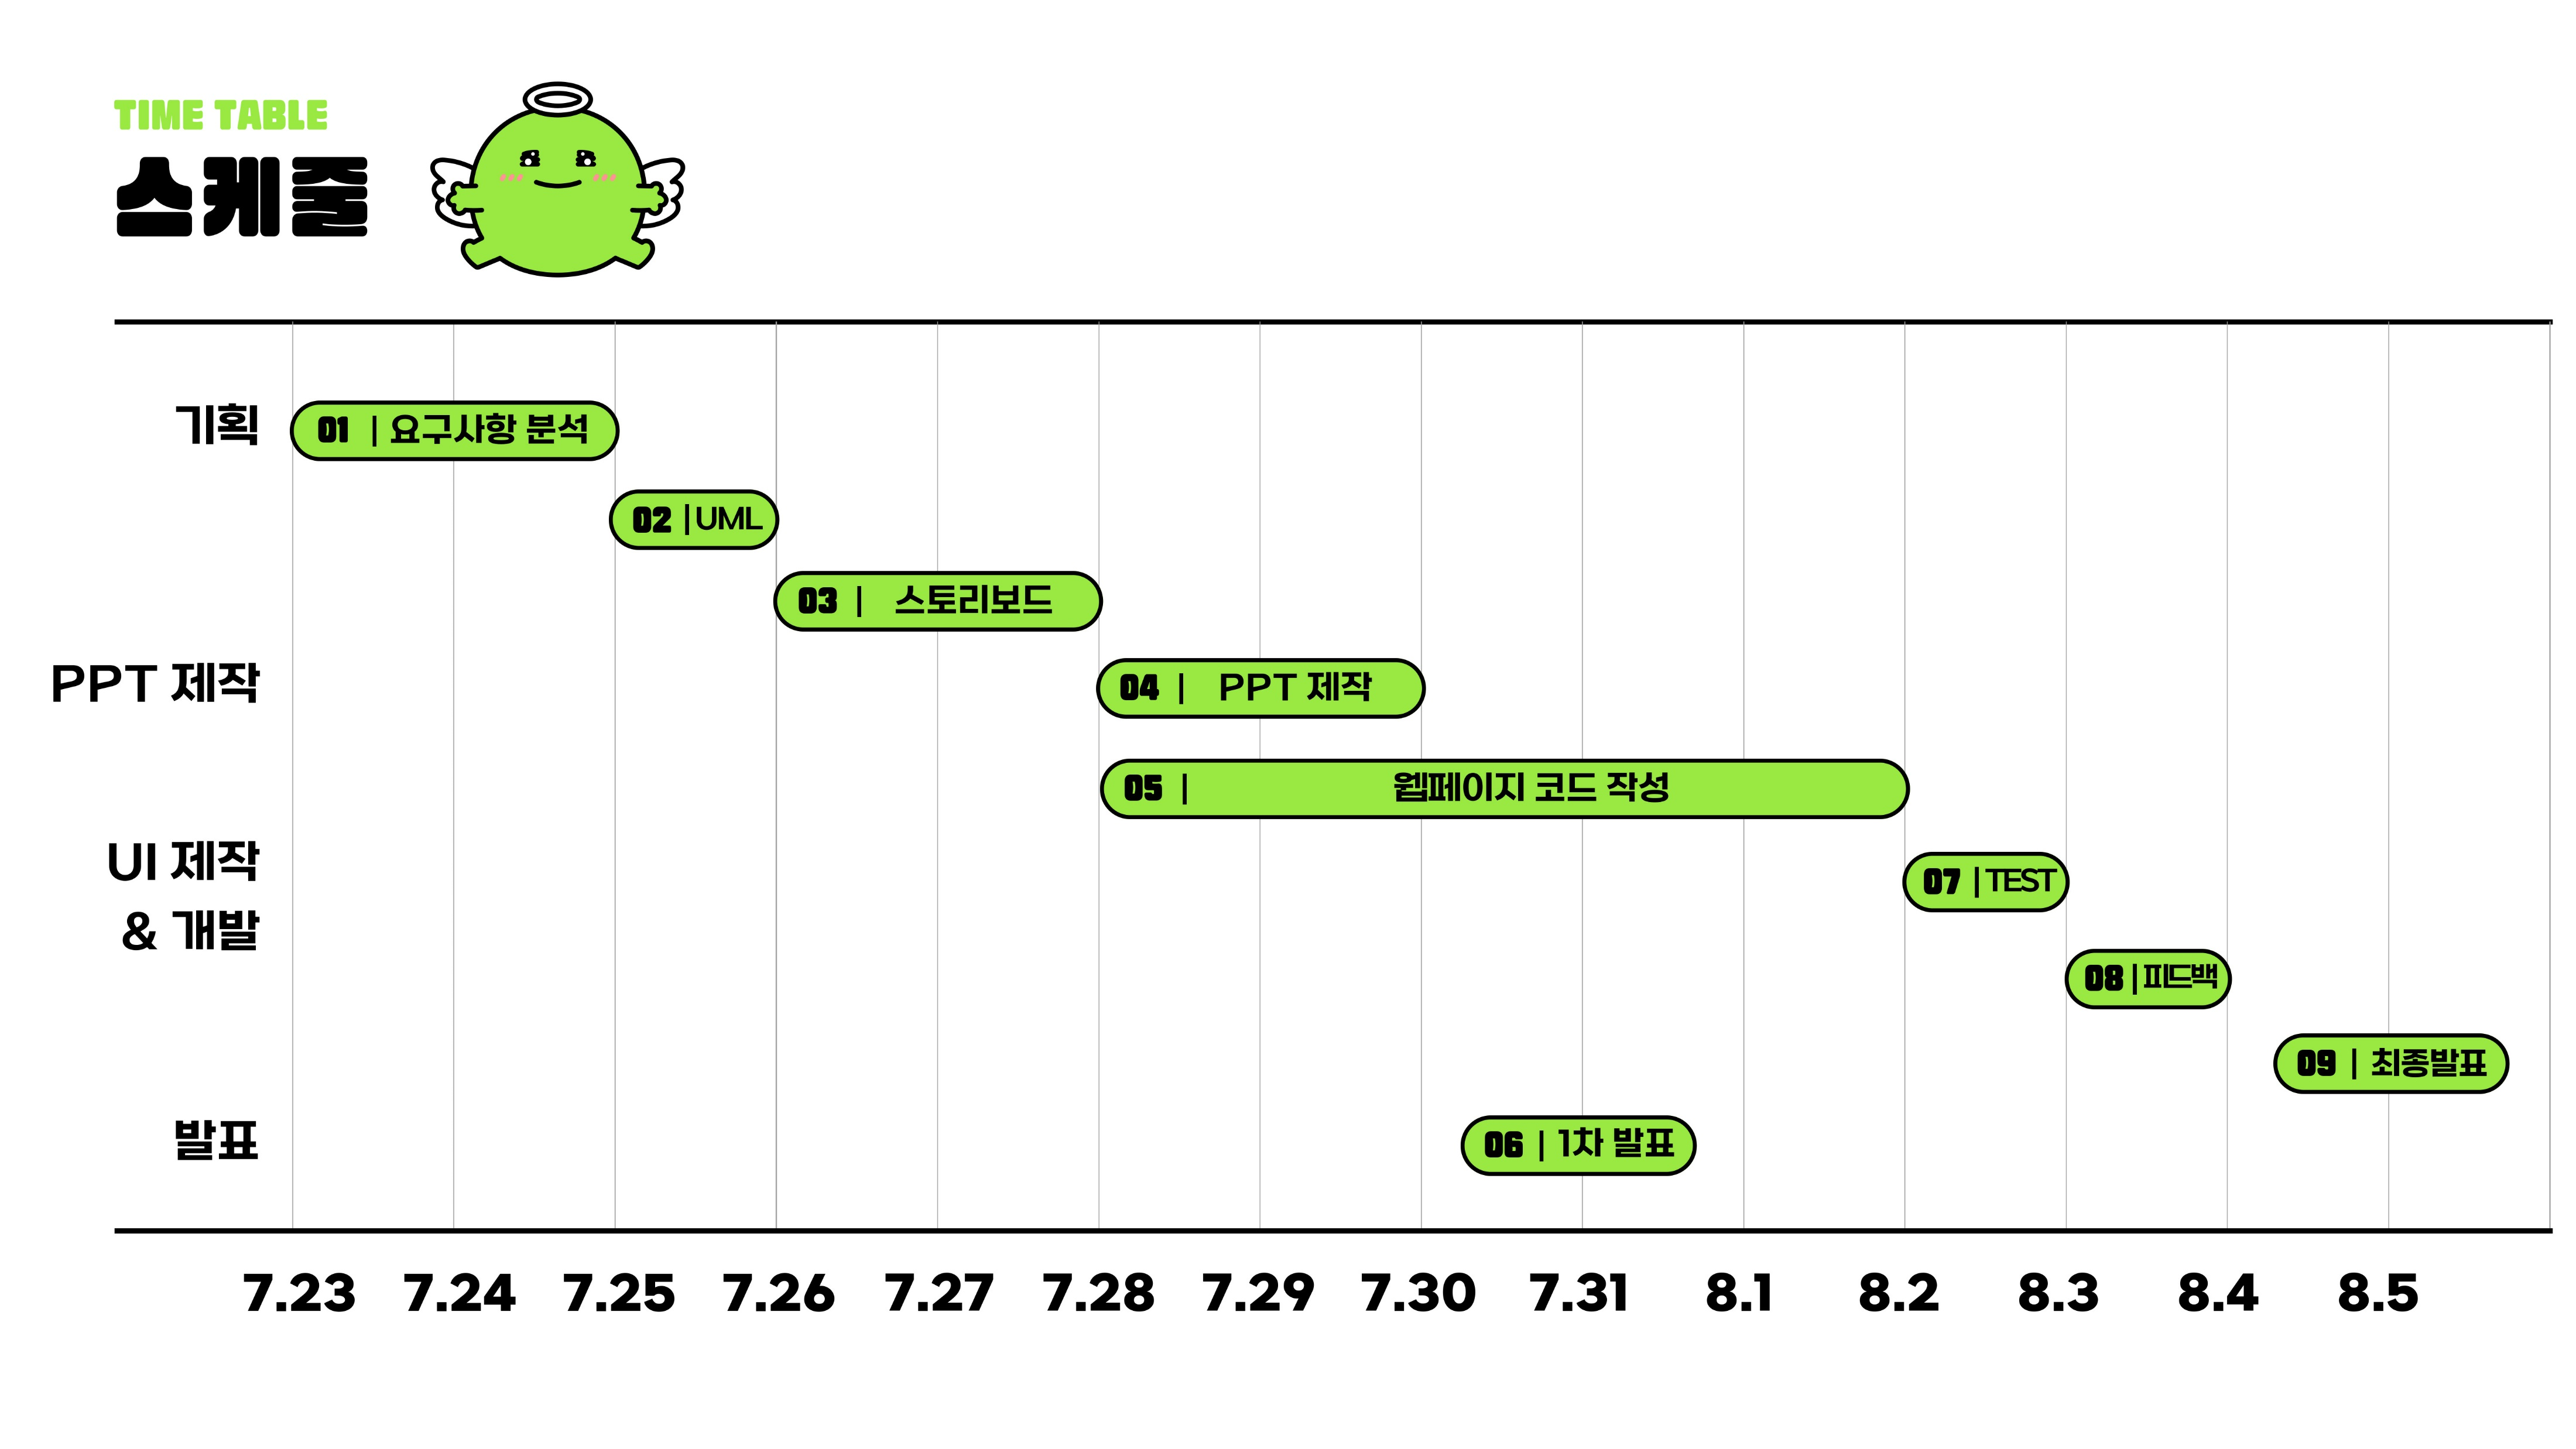 TIME TABLE
스케줄
기획
01 | 요구사항 분석
02 | UML
03 | 스토리보드
PPT 제작
04 | PPT 제작
05 | 웹페이지 코드 작성
UI 제작
& 개발
07 | TEST
08 | 피드백
09 | 최종발표
발표
06 | 1차 발표
7.23 7.24 7.25 7.26 7.27 7.28 7.29 7.30 7.31 8.1 8.2 8.3 8.4 8.5